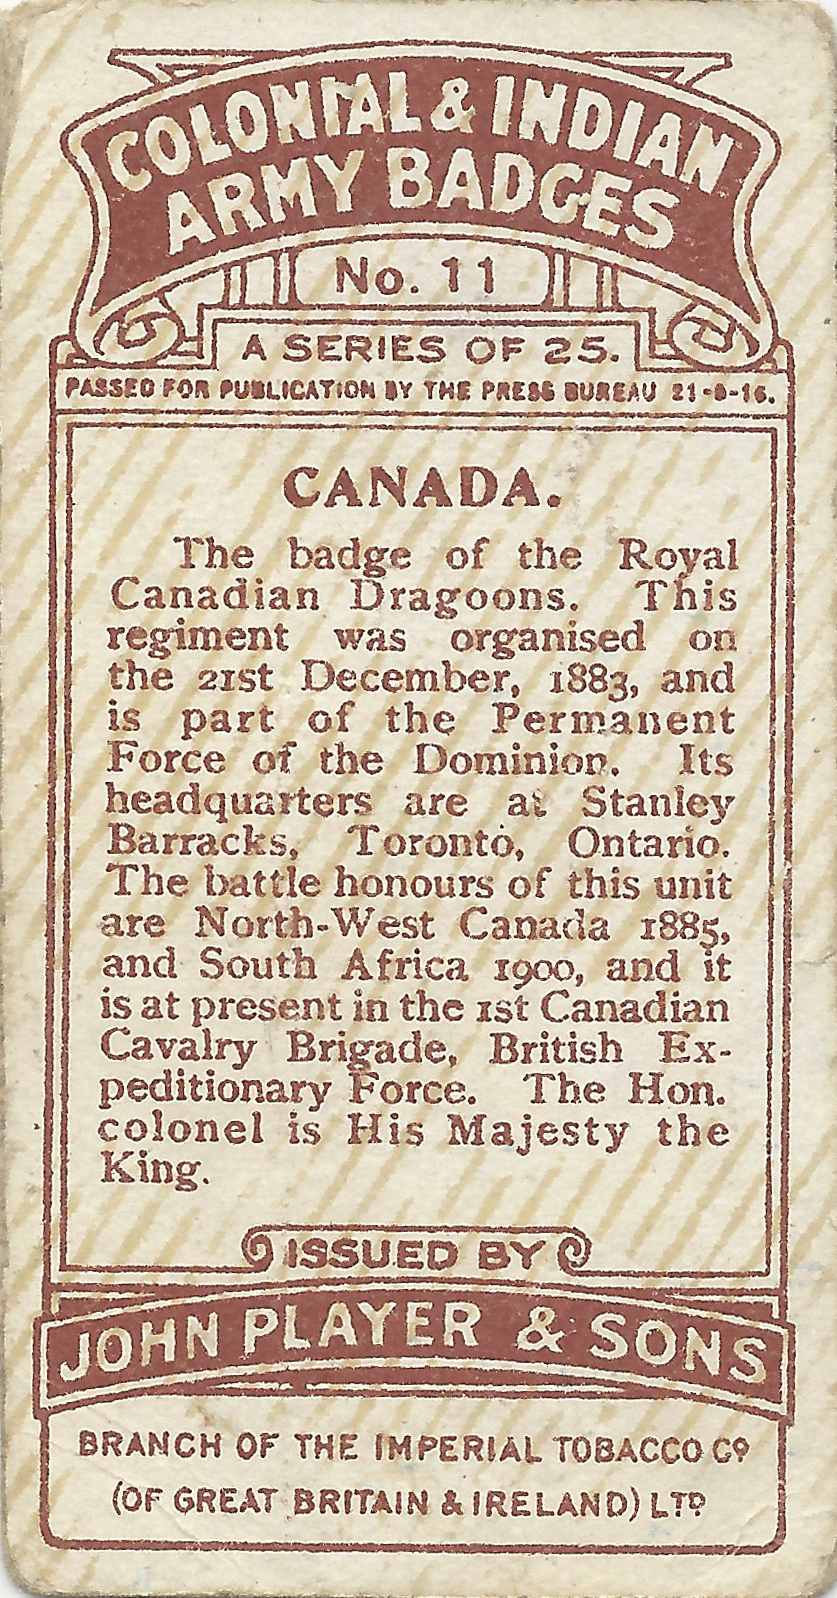 COLONIAL & INDIAN
ARMY BADGES
No. 11
A SERIES OF 25.
PASSED FOR PUBLICATION BY THE PRESS BUREAU 21-8-16.
CANADA.
The badge of the Royal
Canadian Dragoons. This
regiment was organised on
the 21st December, 1883, and
is part of the Permanent
Force of the Dominion. Its
headquarters are at Stanley
Barracks, Toronto, Ontario.
The battle honours of this unit
are North-West Canada 1885,
and South Africa 1900, and it
is at present in the 1st Canadian
Cavalry Brigade, British Ex-
peditionary Force. The Hon.
colonel is His Majesty the
King.
ISSUED BY
JOHN PLAYER & SONS
BRANCH OF THE IMPERIAL TOBACCO CO
(OF GREAT BRITAIN & IRELAND) LTD